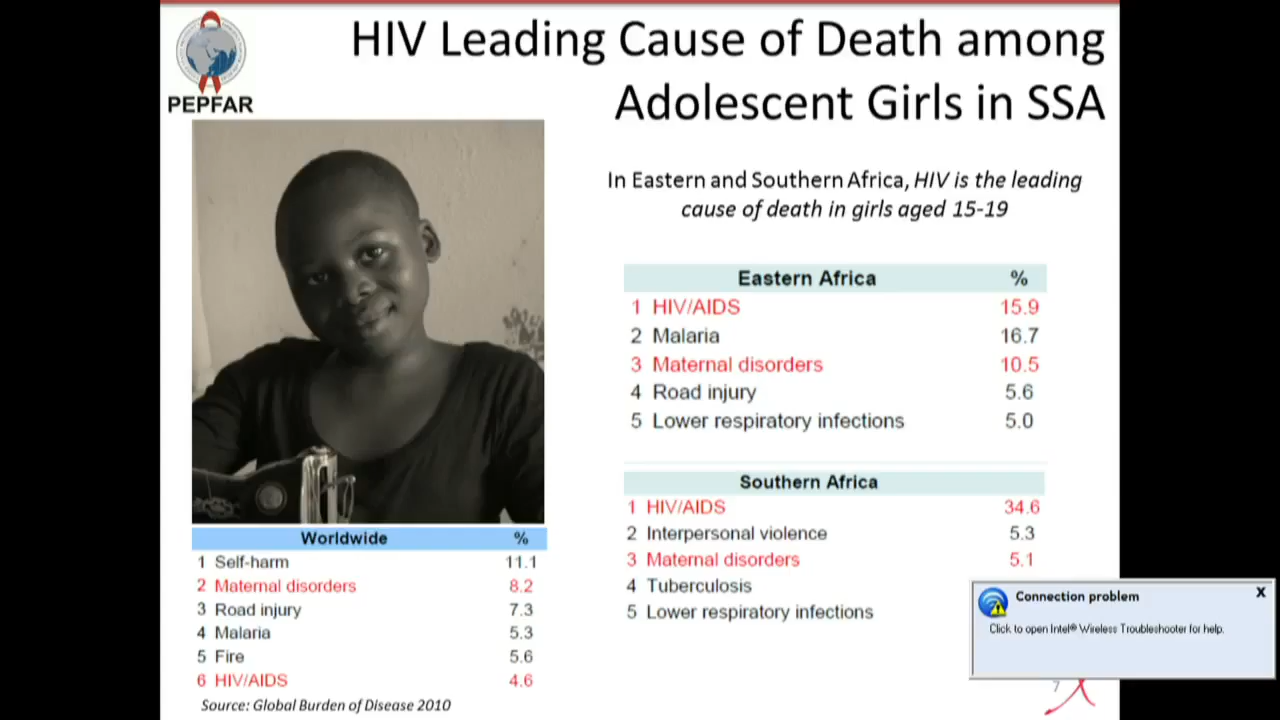 HIV Leading Cause of Death among
Adolescent Girls in SSA
PEPFAR
In Eastern and Southern Africa, HIV is the leading
cause of death in girls aged 15-19
Eastern Africa %
1 HIV/AIDS 15.9
2 Malaria 16.7
3 Maternal disorders 10.5
4 Road injury 5.6
5 Lower respiratory infections 5.0
Southern Africa
1 HIV/AIDS 34.6
2 Interpersonal violence 5.3
3 Maternal disorders 5.1
4 Tuberculosis
5 Lower respiratory infections
Worldwide %
1 Self-harm 11.1
2 Maternal disorders 8.2
3 Road injury 7.3
4 Malaria 5.3
5 Fire 5.6
6 HIV/AIDS 4.6
Source: Global Burden of Disease 2010
Connection problem X
Click to open Intel® Wireless Troubleshooter for help.
7